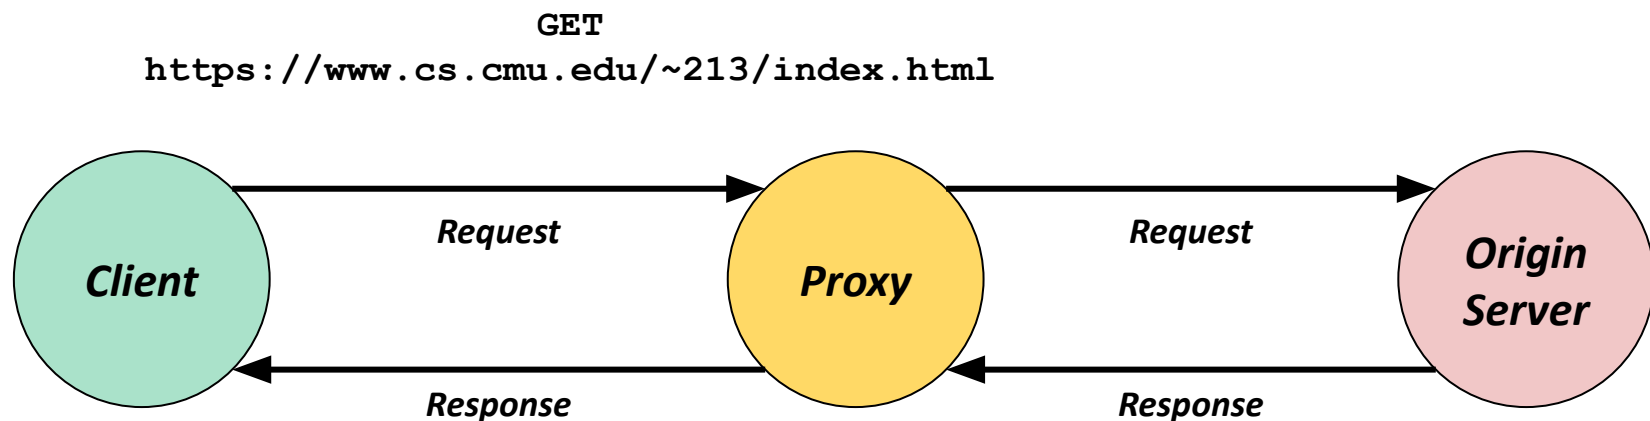 GET
https://www.cs.cmu.edu/~213/index.html
Request
Request
Client
Proxy
Origin
Server
Response
Response